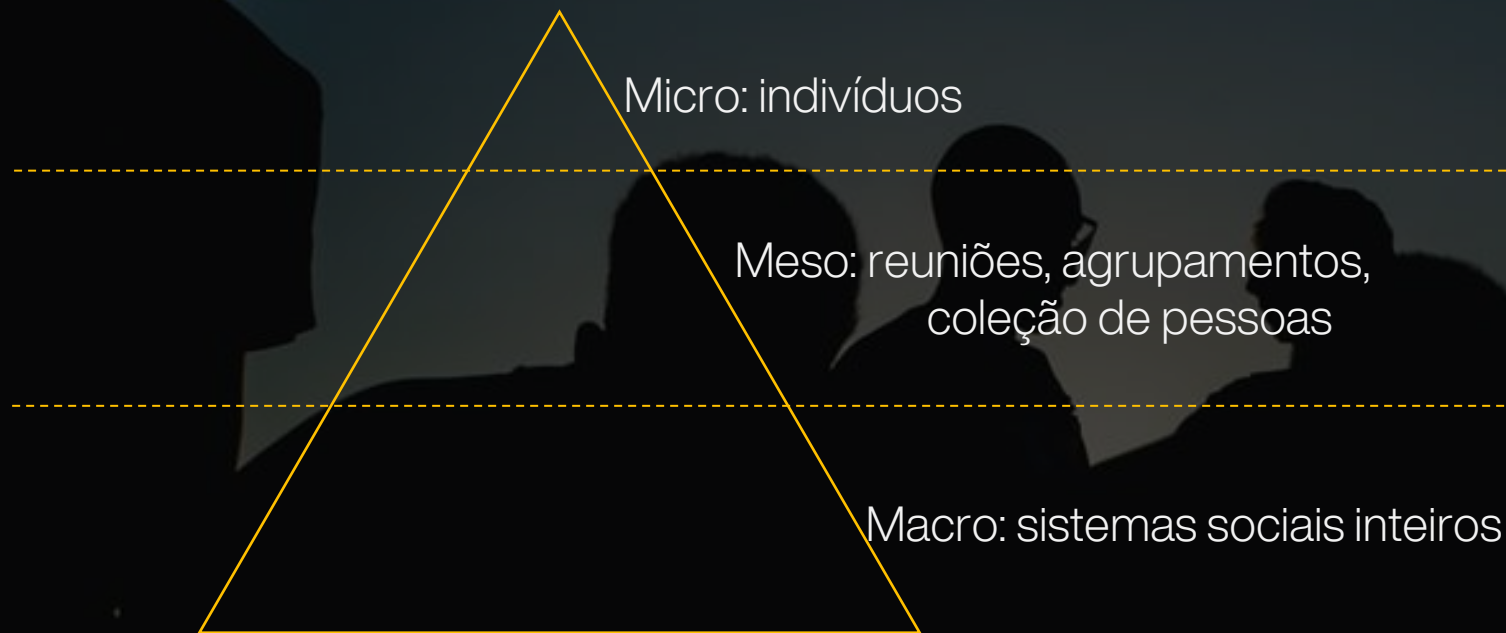 Micro: indivíduos
Meso: reuniões, agrupamentos,
coleção de pessoas
Macro: sistemas sociais inteiros